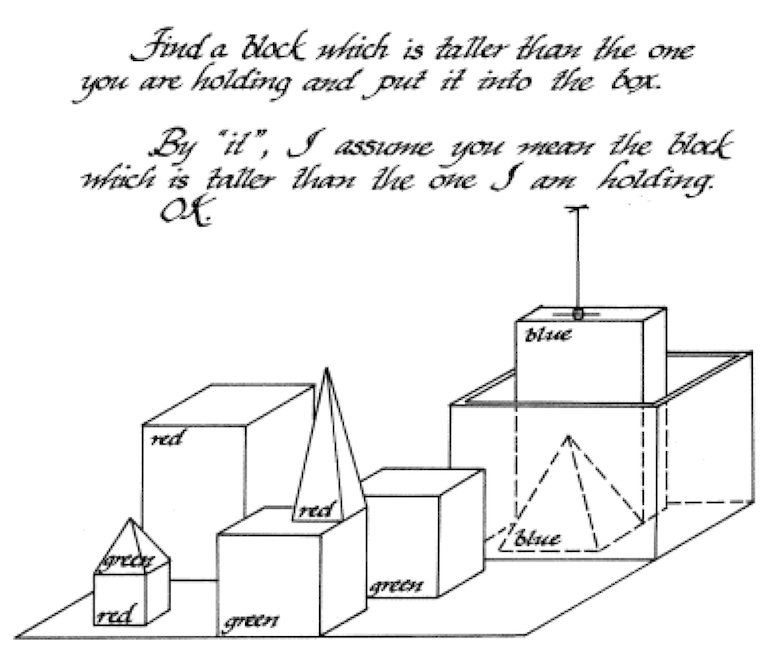 Find a block which is taller than the one
you are holding and put it into the box.
By "it", I assume you mean the block
which is taller than the one I am holding.
OK.
blue
red
red
green
blue
green
red
green